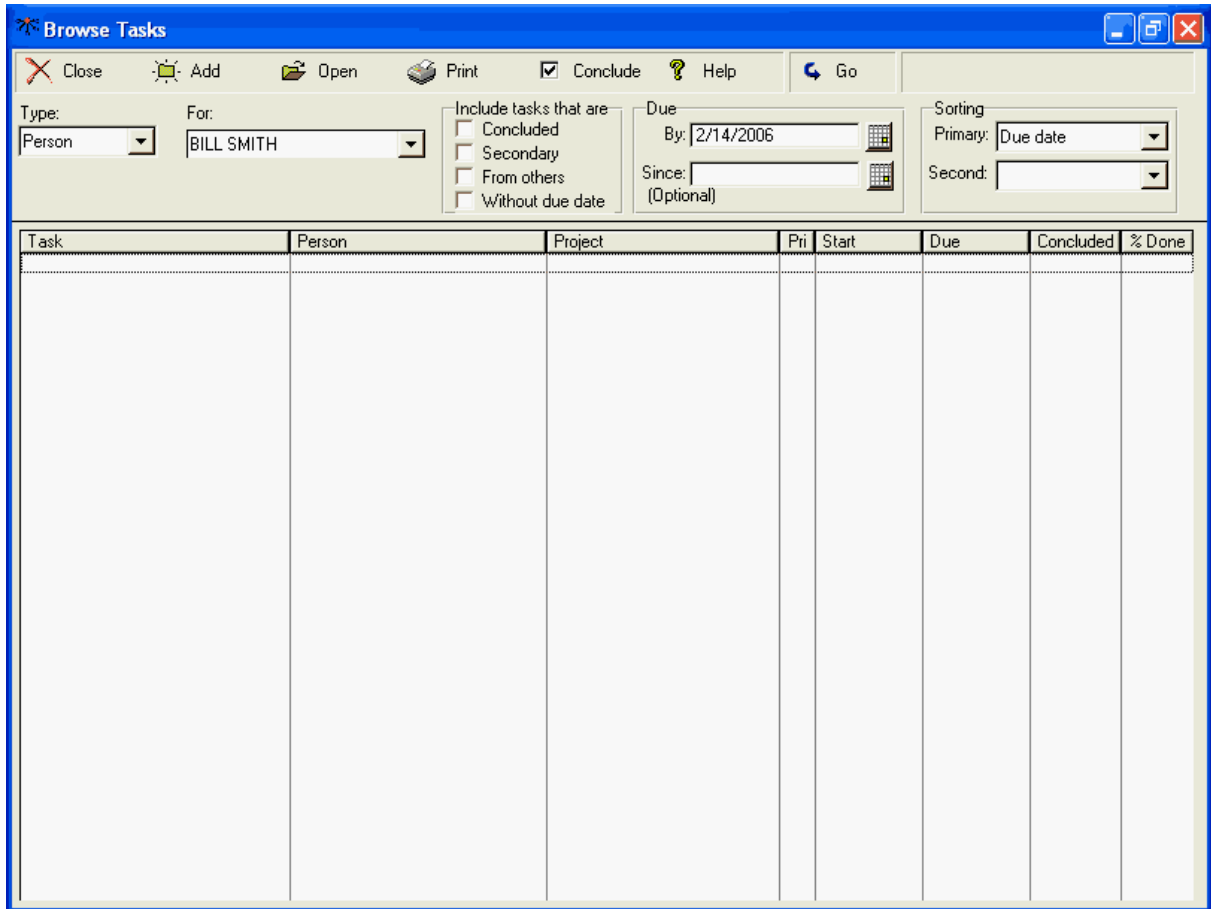 Browse Tasks
Close Add Open Print Conclude Help Go
Type: For: Include tasks that are Due Sorting
Person BILL SMITH Concluded By: 2/14/2006 Primary: Due date
Secondary
From others Since: Second:
Without due date (Optional)
Task Person Project Pri Start Due Concluded % Done